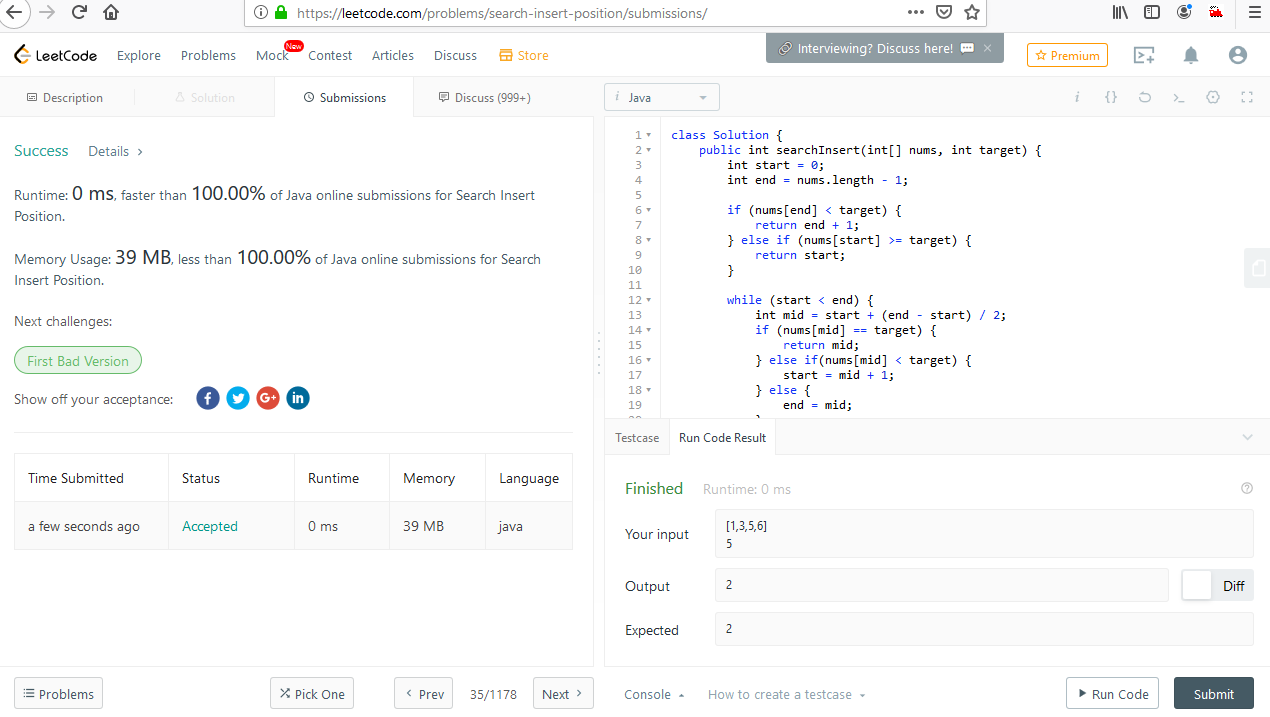 https://leetcode.com/problems/search-insert-position/submissions/
LeetCode Explore Problems Mock New Contest Articles Discuss Store
Interviewing? Discuss here! ×
Premium
Description Solution Submissions Discuss (999+)
Success Details >
Runtime: 0 ms, faster than 100.00% of Java online submissions for Search Insert
Position.
Memory Usage: 39 MB, less than 100.00% of Java online submissions for Search
Insert Position.
Next challenges:
First Bad Version
Show off your acceptance: f G+ in
Time Submitted Status Runtime Memory Language
a few seconds ago Accepted 0 ms 39 MB java
Problems Pick One < Prev 35/1178 Next >
i Java i {}
1 class Solution {
2 public int searchInsert(int[] nums, int target) {
3 int start = 0;
4 int end = nums.length - 1;
5
6 if (nums[end] < target) {
7 return end + 1;
8 } else if (nums[start] >= target) {
9 return start;
10 }
11
12 while (start < end) {
13 int mid = start + (end - start) / 2;
14 if (nums[mid] == target) {
15 return mid;
16 } else if(nums[mid] < target) {
17 start = mid + 1;
18 } else {
19 end = mid;
Testcase Run Code Result
Finished Runtime: 0 ms
Your input [1,3,5,6]
5
Output 2 Diff
Expected 2
Console How to create a testcase Run Code Submit